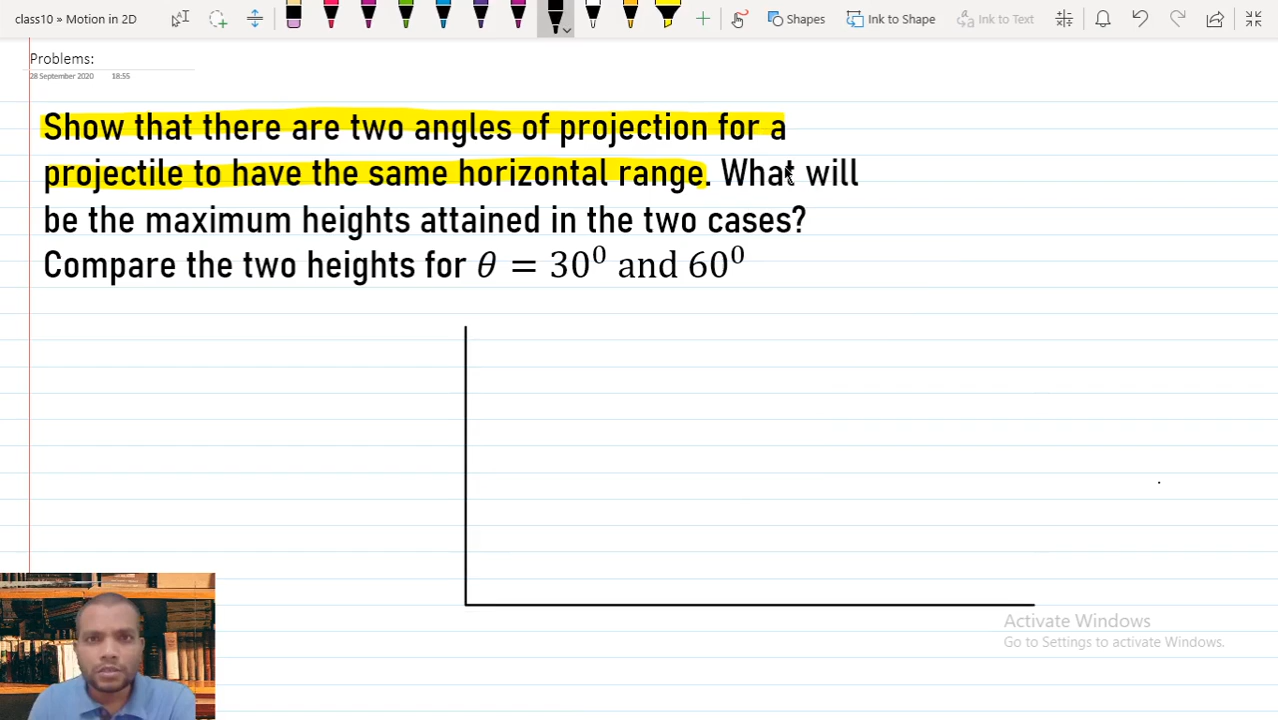 class10 » Motion in 2D
Shapes
Ink to Shape
Ink to Text
Problems:
28 September 2020 18:55
Show that there are two angles of projection for a
projectile to have the same horizontal range. What will
be the maximum heights attained in the two cases?
Compare the two heights for θ = 30⁰ and 60⁰
Activate Windows
Go to Settings to activate Windows.